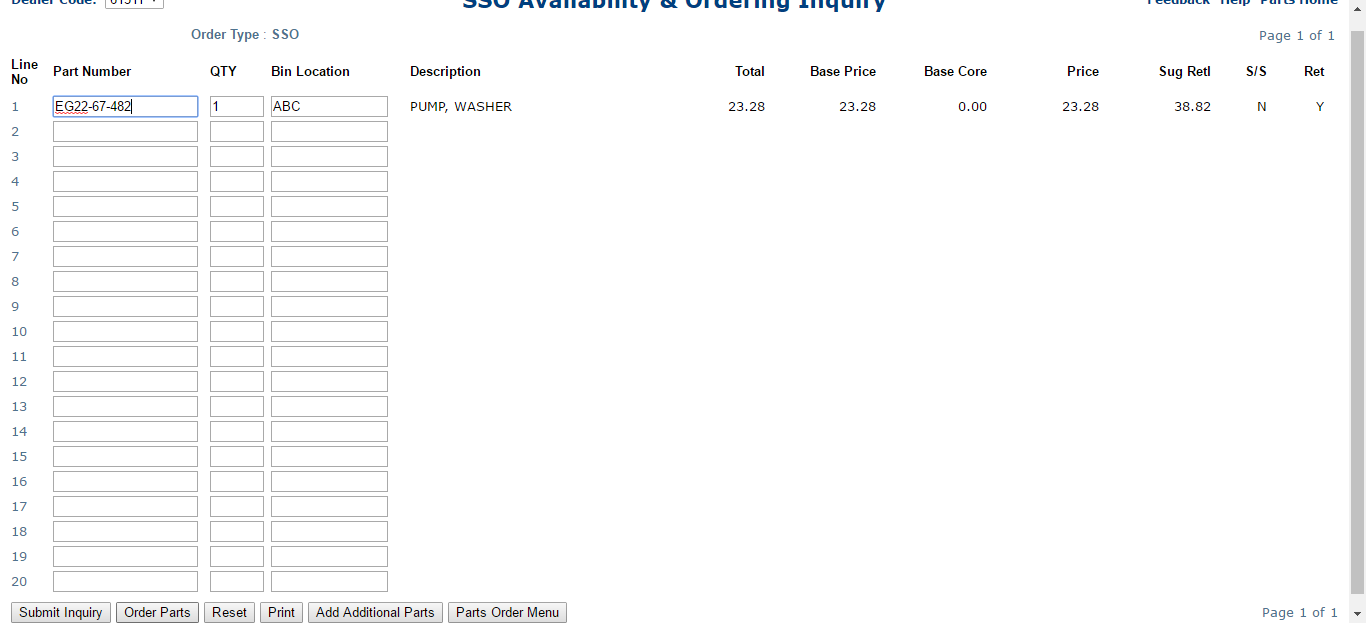 Dealer Code:
SSO Availability & Ordering Inquiry
Feedback Help Parts Home
Order Type : SSO
Page 1 of 1
Line No Part Number QTY Bin Location Description Total Base Price Base Core Price Sug Retl S/S Ret
1 EG22-67-482 1 ABC PUMP, WASHER 23.28 23.28 0.00 23.28 38.82 N Y
2
3
4
5
6
7
8
9
10
11
12
13
14
15
16
17
18
19
20
Submit Inquiry Order Parts Reset Print Add Additional Parts Parts Order Menu Page 1 of 1